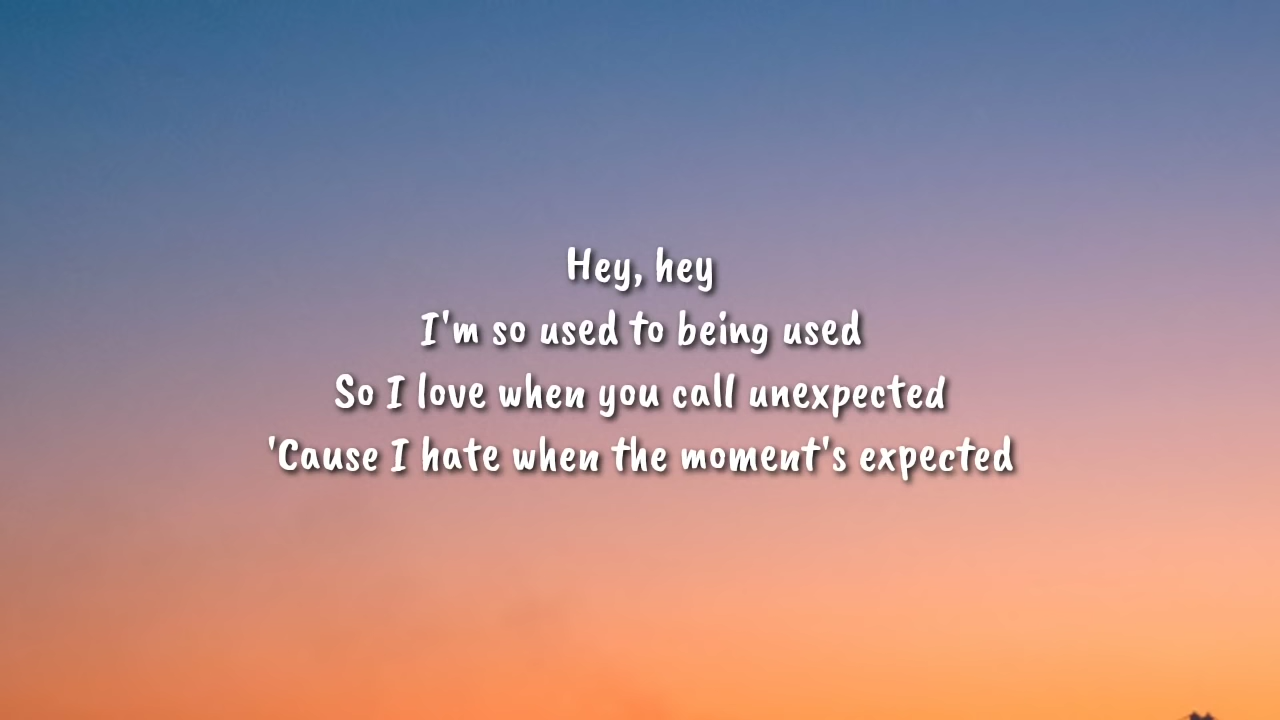 Hey, hey
I'm so used to being used
So I love when you call unexpected
'Cause I hate when the moment's expected